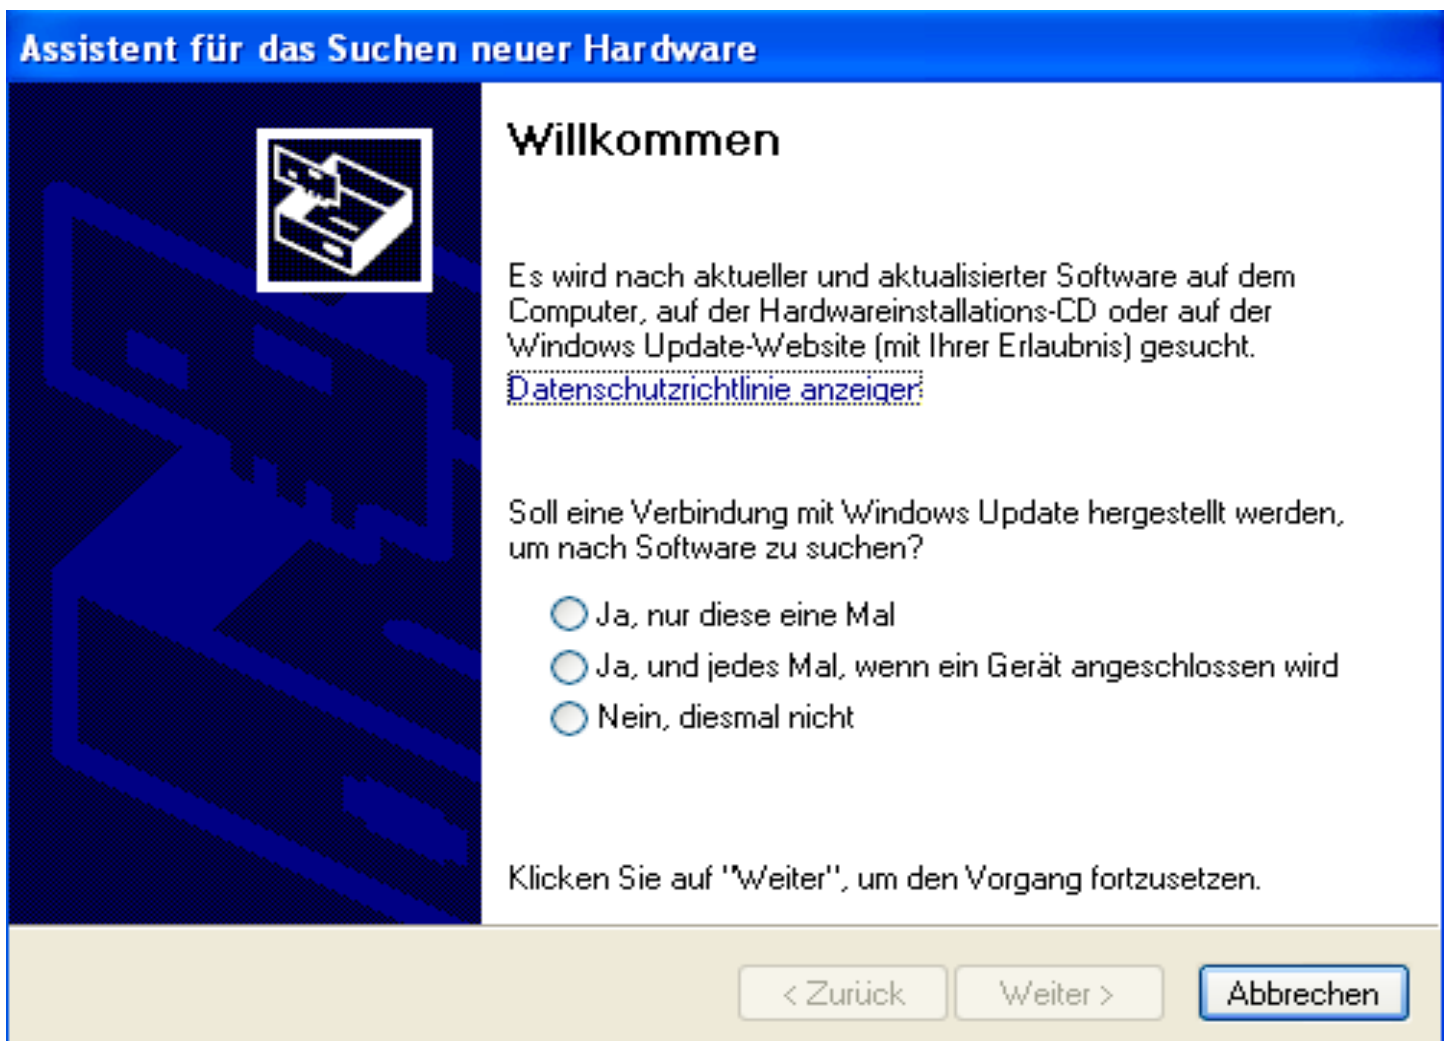 Assistent für das Suchen neuer Hardware
Willkommen
Es wird nach aktueller und aktualisierter Software auf dem
Computer, auf der Hardwareinstallations-CD oder auf der
Windows Update-Website (mit Ihrer Erlaubnis) gesucht.
Datenschutzrichtlinie anzeigen
Soll eine Verbindung mit Windows Update hergestellt werden,
um nach Software zu suchen?
Ja, nur diese eine Mal
Ja, und jedes Mal, wenn ein Gerät angeschlossen wird
Nein, diesmal nicht
Klicken Sie auf "Weiter", um den Vorgang fortzusetzen.
< Zurück
Weiter >
Abbrechen